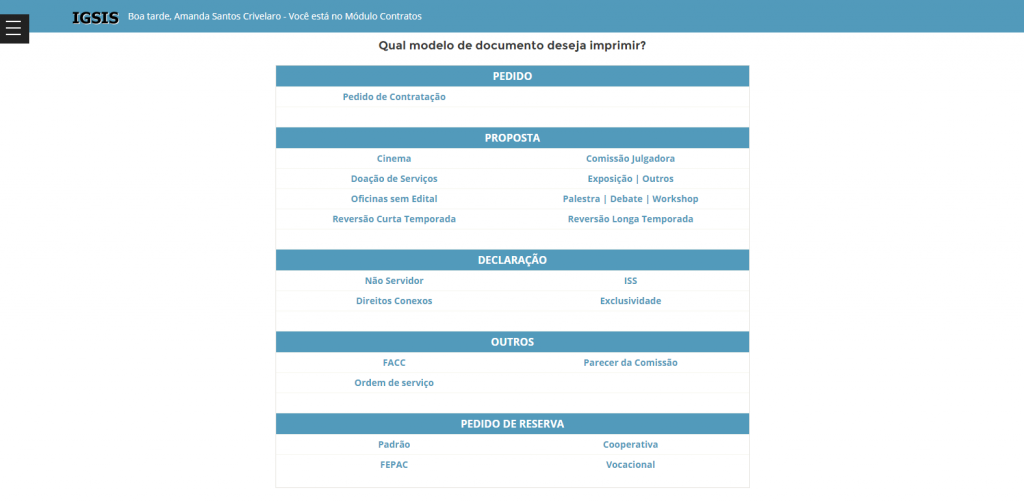 IGSIS Boa tarde, Amanda Santos Crivelaro - Você está no Módulo Contratos
Qual modelo de documento deseja imprimir?
PEDIDO
Pedido de Contratação
PROPOSTA
Cinema Comissão Julgadora
Doação de Serviços Exposição | Outros
Oficinas sem Edital Palestra | Debate | Workshop
Reversão Curta Temporada Reversão Longa Temporada
DECLARAÇÃO
Não Servidor ISS
Direitos Conexos Exclusividade
OUTROS
FACC Parecer da Comissão
Ordem de serviço
PEDIDO DE RESERVA
Padrão Cooperativa
FEPAC Vocacional